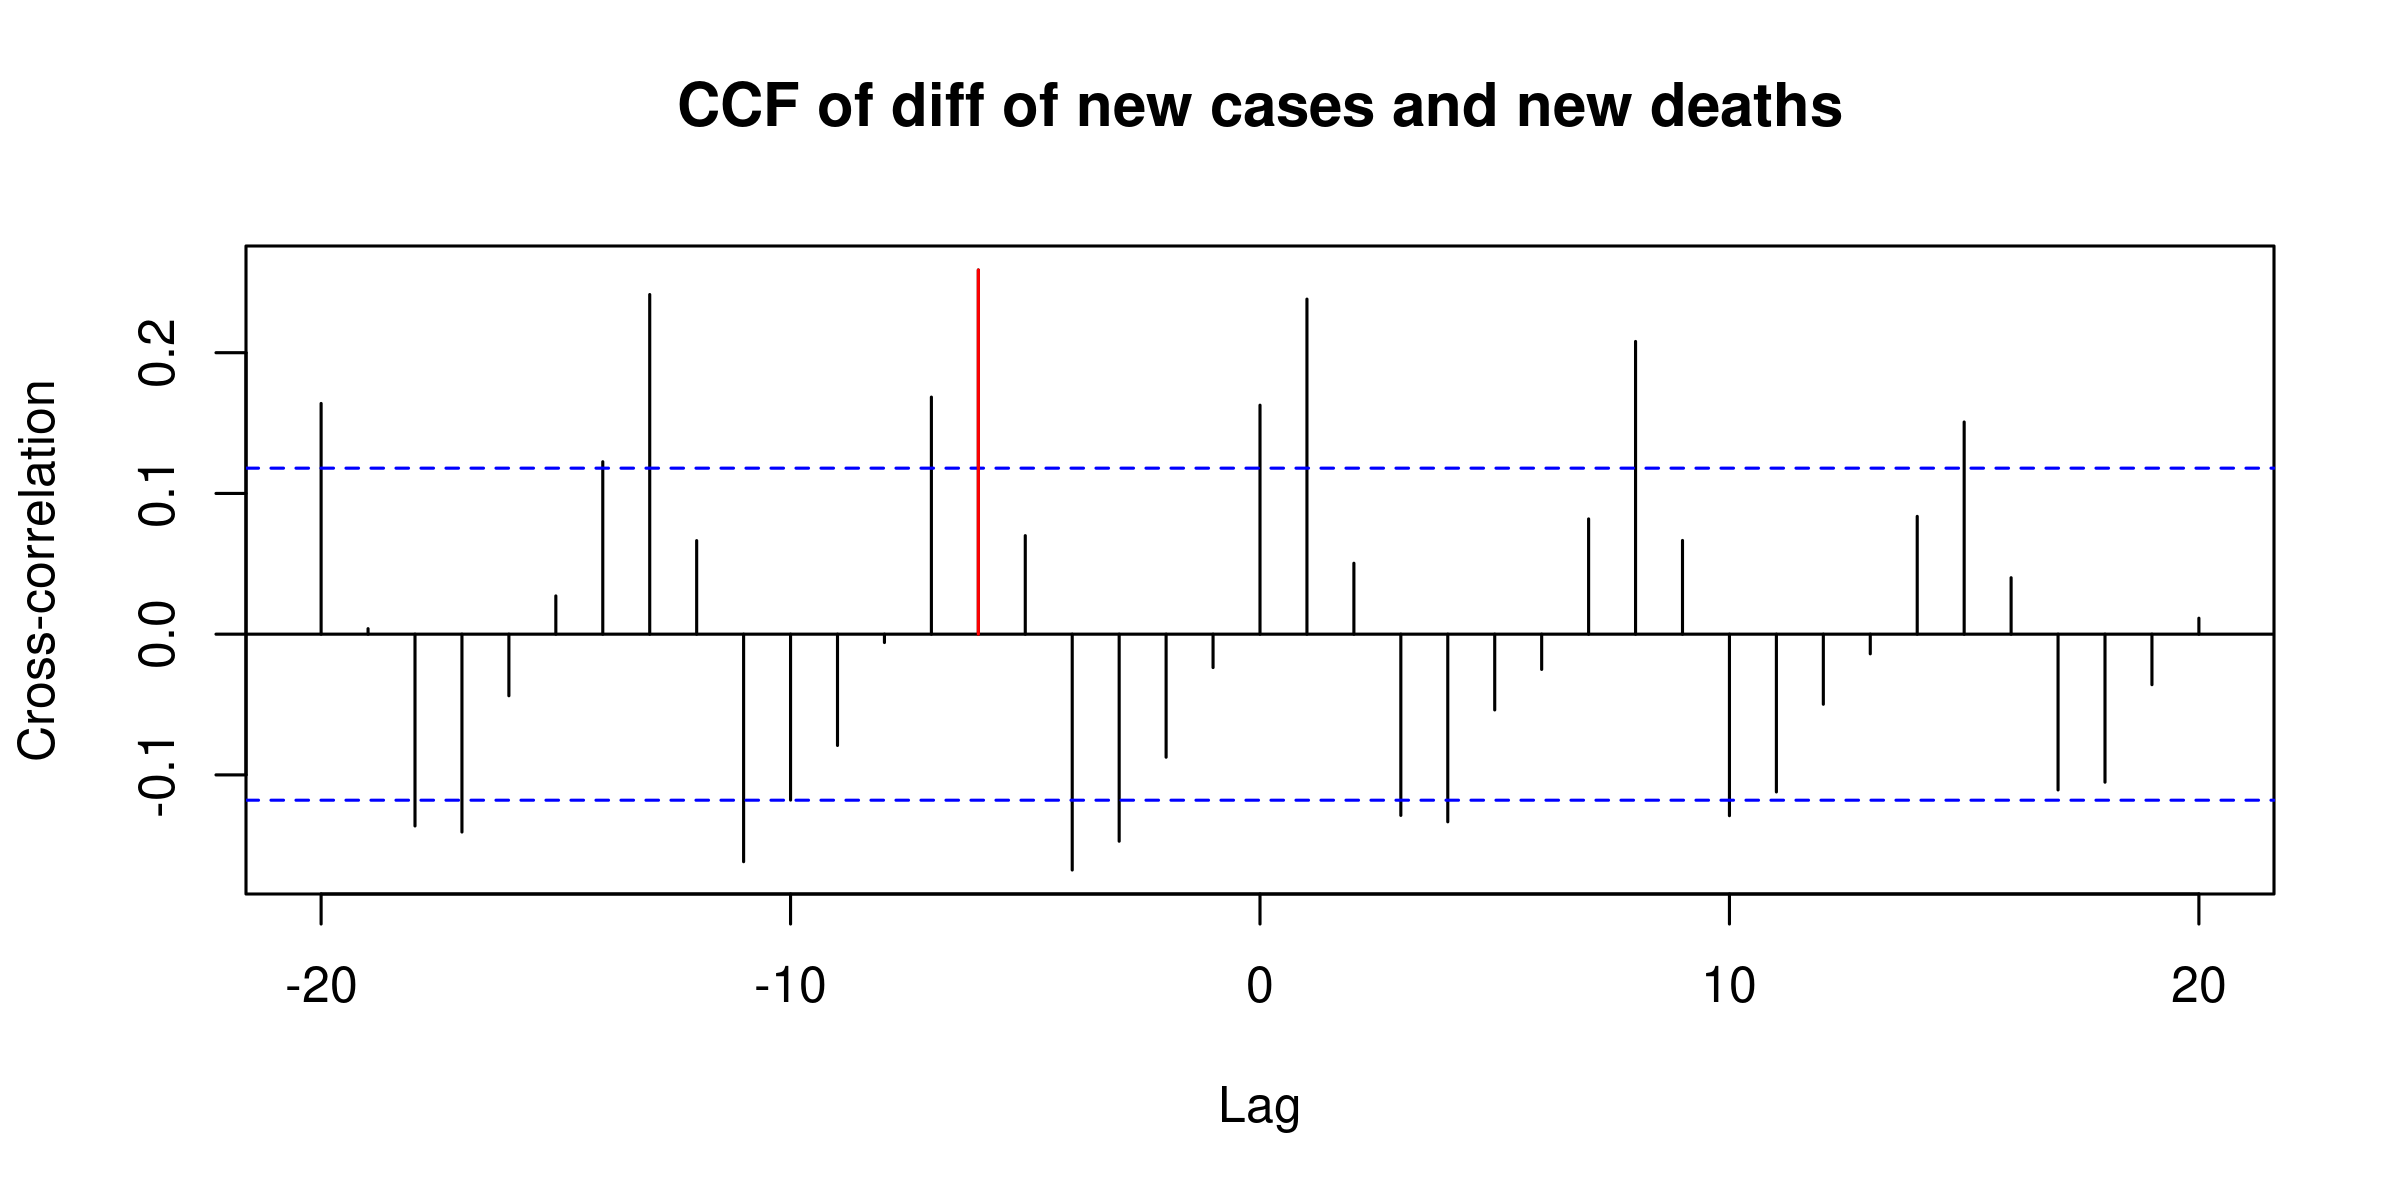 CCF of diff of new cases and new deaths
Cross-correlation
0.2
0.1
0.0
-0.1
-20 -10 0 10 20
Lag